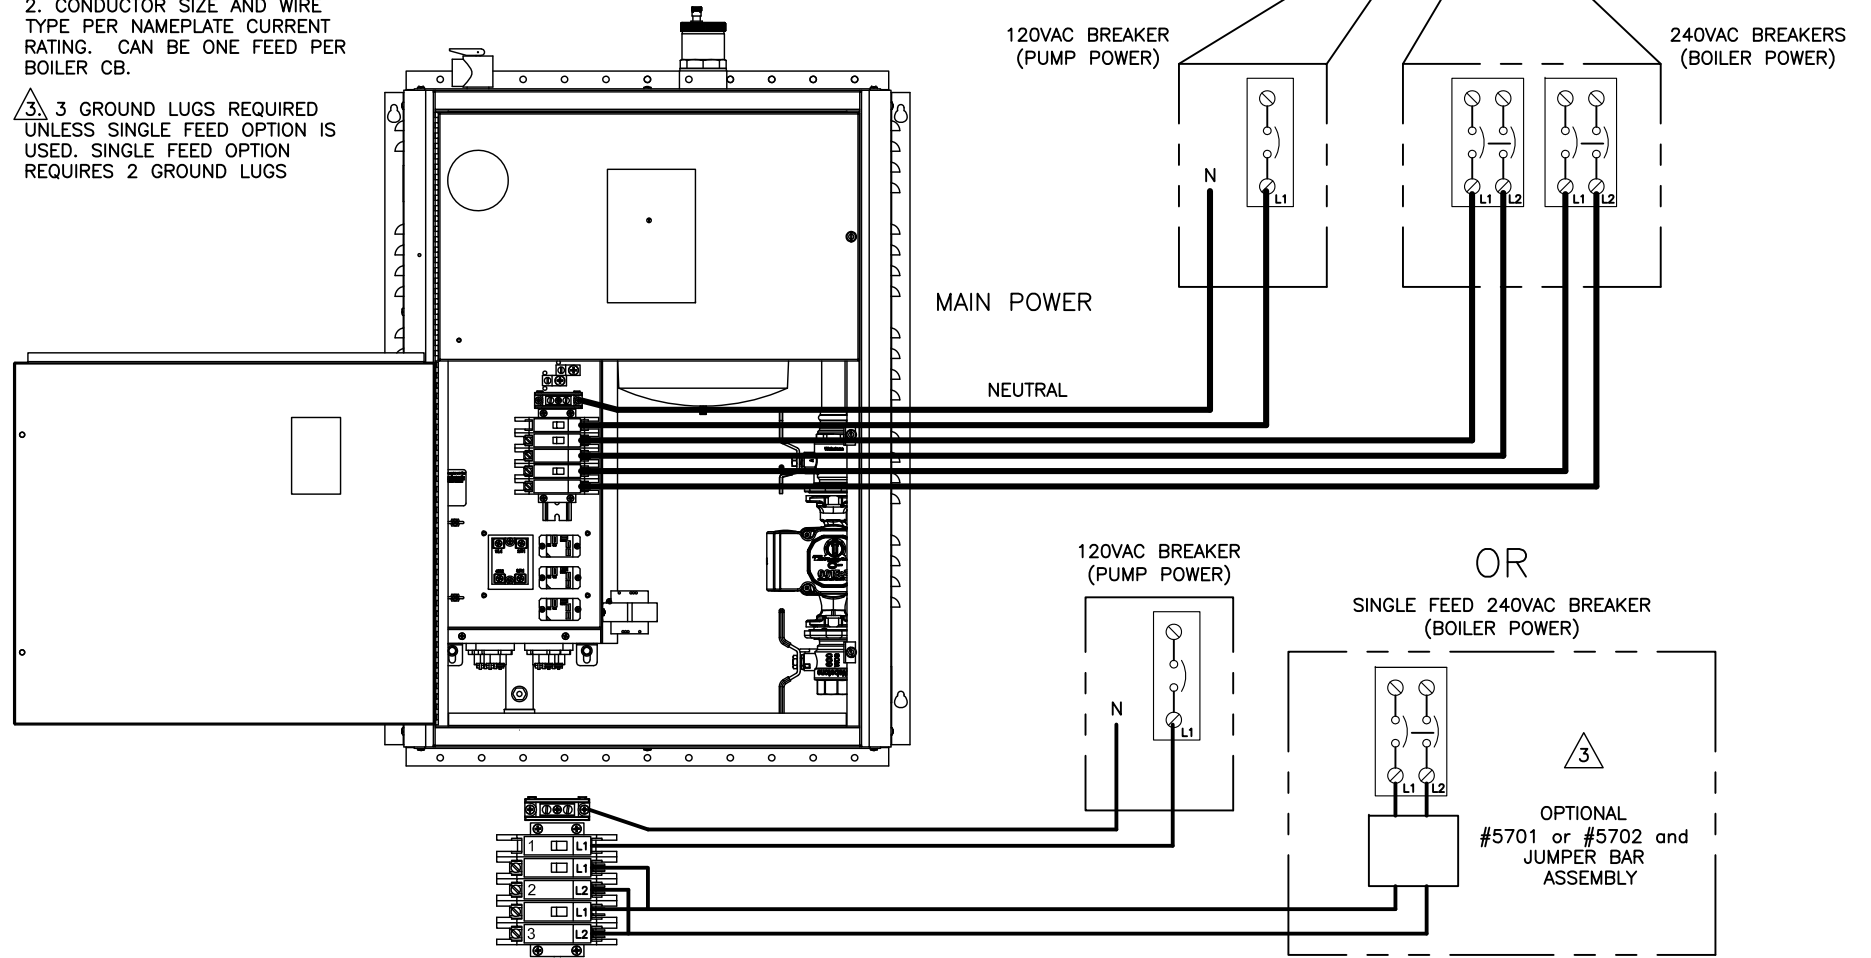 2. CONDUCTOR SIZE AND WIRE
TYPE PER NAMEPLATE CURRENT
RATING. CAN BE ONE FEED PER
BOILER CB.
3. 3 GROUND LUGS REQUIRED
UNLESS SINGLE FEED OPTION IS
USED. SINGLE FEED OPTION
REQUIRES 2 GROUND LUGS
120VAC BREAKER
(PUMP POWER)
240VAC BREAKERS
(BOILER POWER)
N
L1
L1 L2
L1 L2
MAIN POWER
NEUTRAL
120VAC BREAKER
(PUMP POWER)
N
L1
OR
SINGLE FEED 240VAC BREAKER
(BOILER POWER)
L1 L2
3
OPTIONAL
#5701 or #5702 and
JUMPER BAR
ASSEMBLY
1 L1
L1
2 L2
L1
3 L2